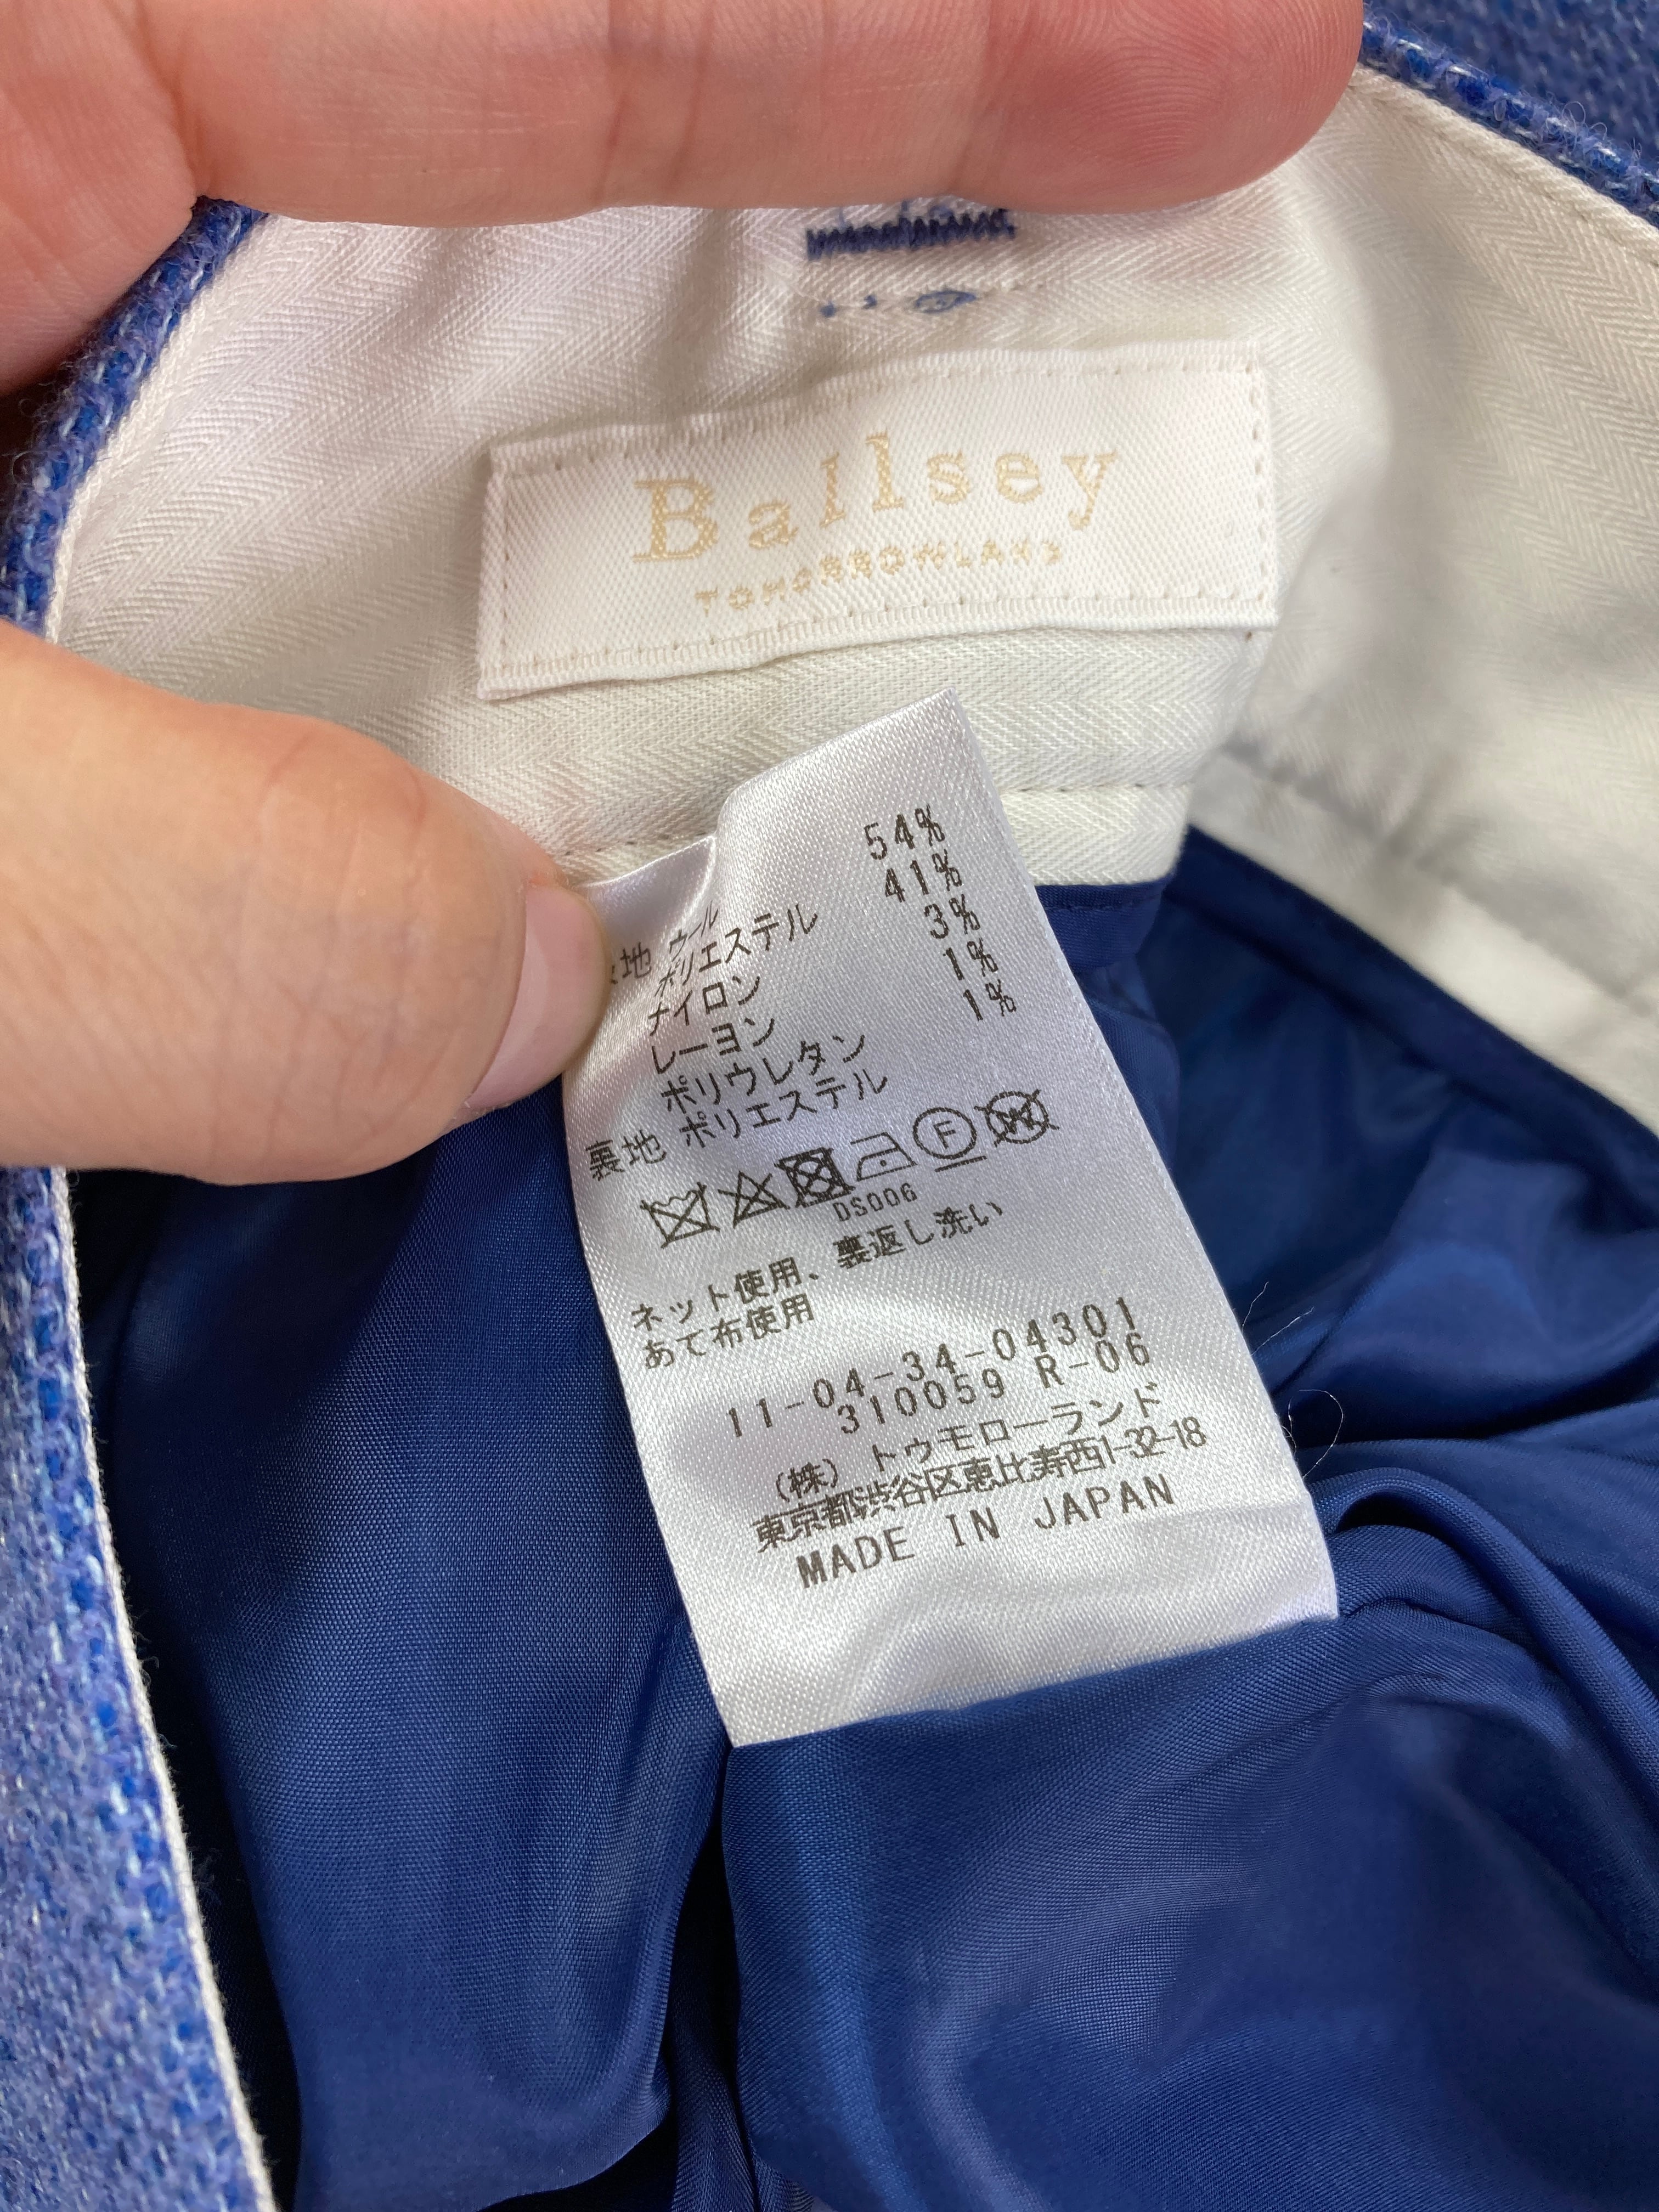 Ballsey
TOMORROWLAND
地 ウール 54%
ポリエステル 41%
ナイロン 3%
レーヨン 1%
ポリウレタン 1%
裏地 ポリエステル
F W
DS006
ネット使用、裏返し洗い
あて布使用
11-04-34-04301
310059 R-06
(株) トゥモローランド
東京都渋谷区恵比寿西1-32-18
MADE IN JAPAN